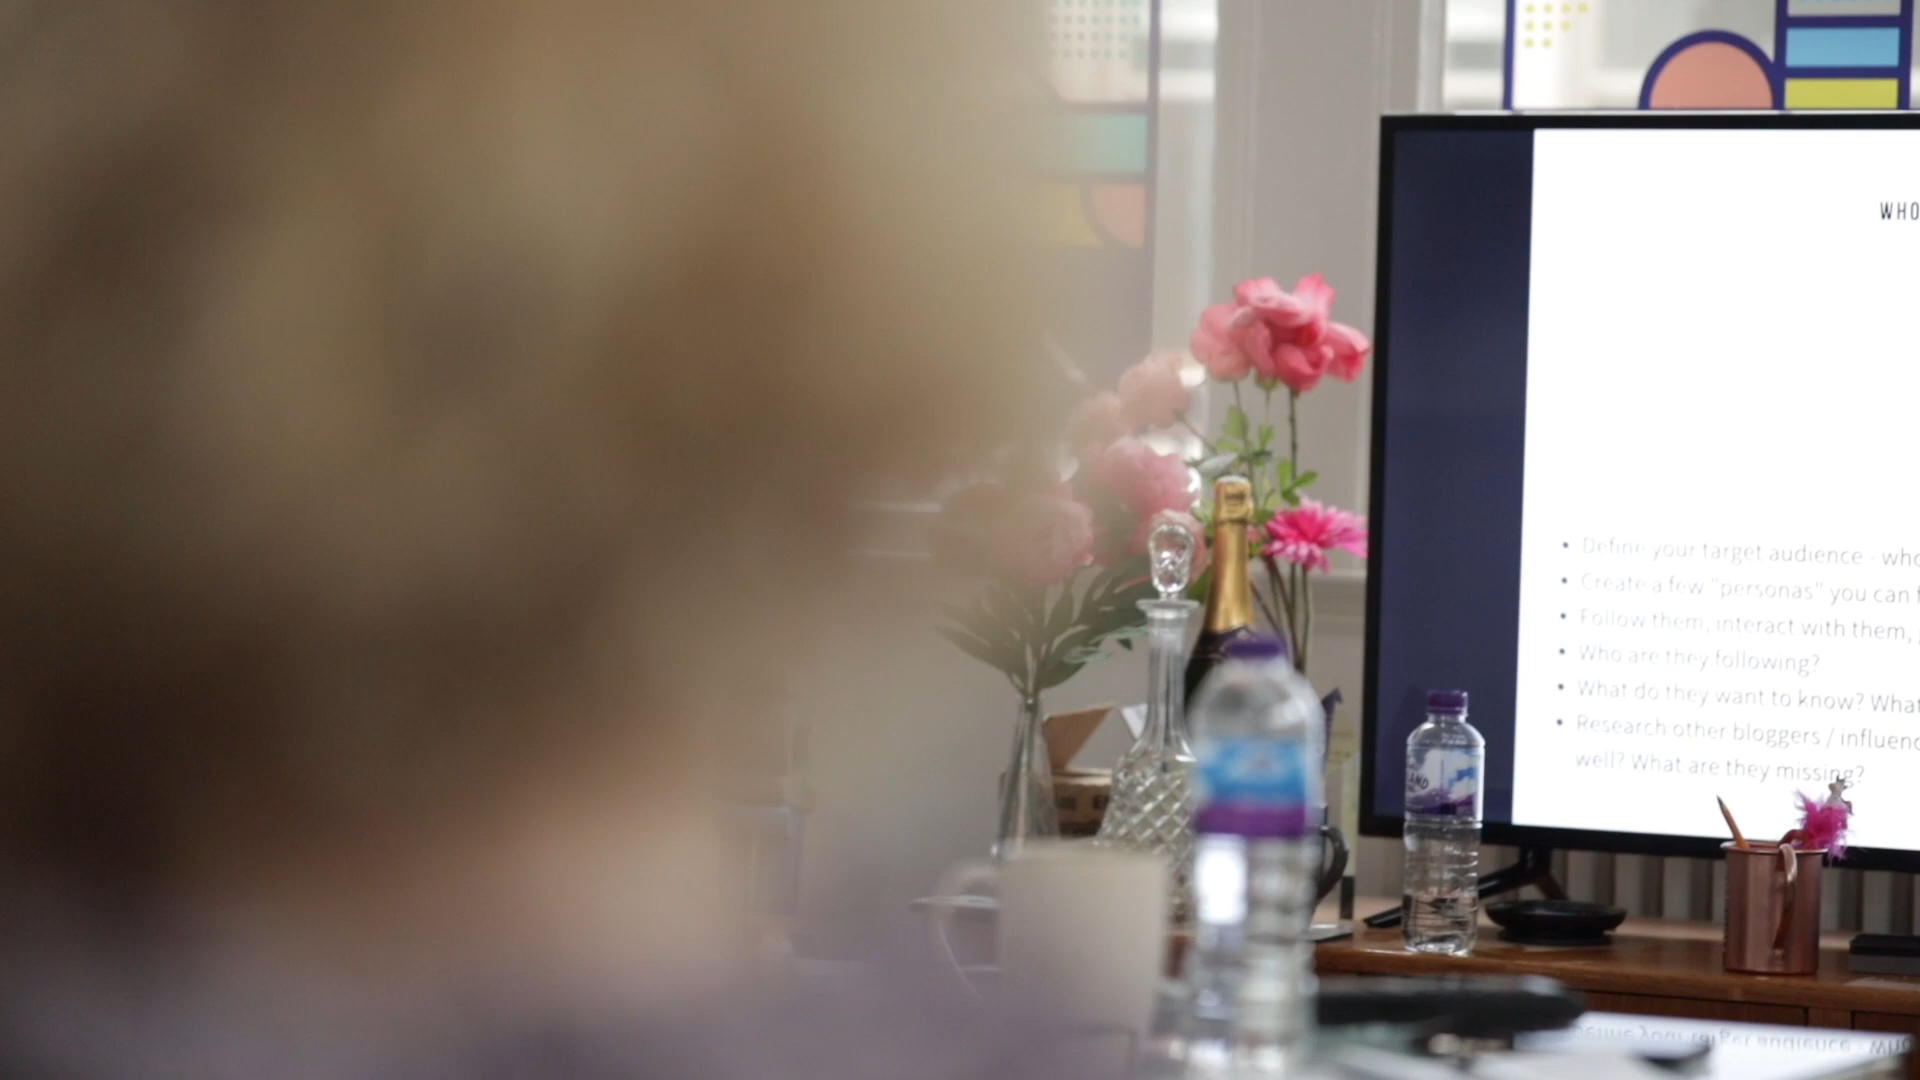 WHO
Define your target audience - who
Create a few "personas" you can f
Follow them, interact with them,
Who are they following?
What do they want to know? What
Research other bloggers / influenc
well? What are they missing?